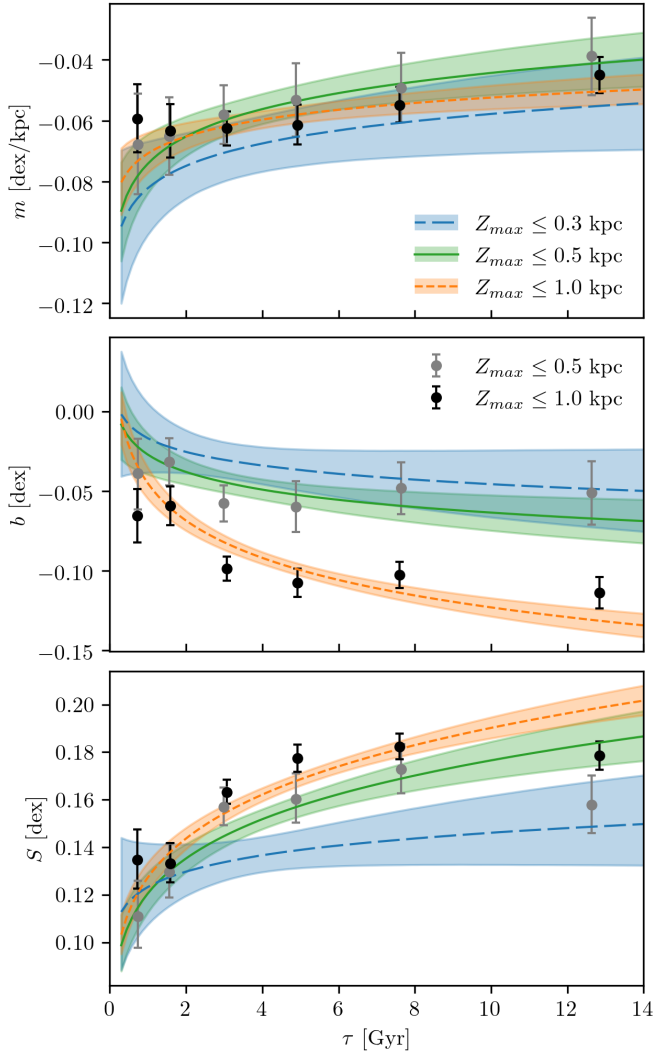 −0.04
−0.06
−0.08
−0.10
−0.12
m [dex/kpc]
Z_max ≤ 0.3 kpc
Z_max ≤ 0.5 kpc
Z_max ≤ 1.0 kpc
0.00
−0.05
−0.10
−0.15
b [dex]
Z_max ≤ 0.5 kpc
Z_max ≤ 1.0 kpc
0.20
0.18
0.16
0.14
0.12
0.10
S [dex]
0 2 4 6 8 10 12 14
τ [Gyr]